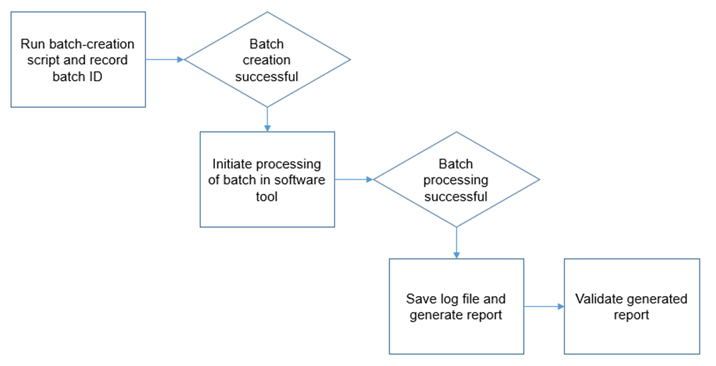 Run batch-creation
script and record
batch ID
Batch
creation
successful
Initiate processing
of batch in software
tool
Batch
processing
successful
Save log file and
generate report
Validate generated
report